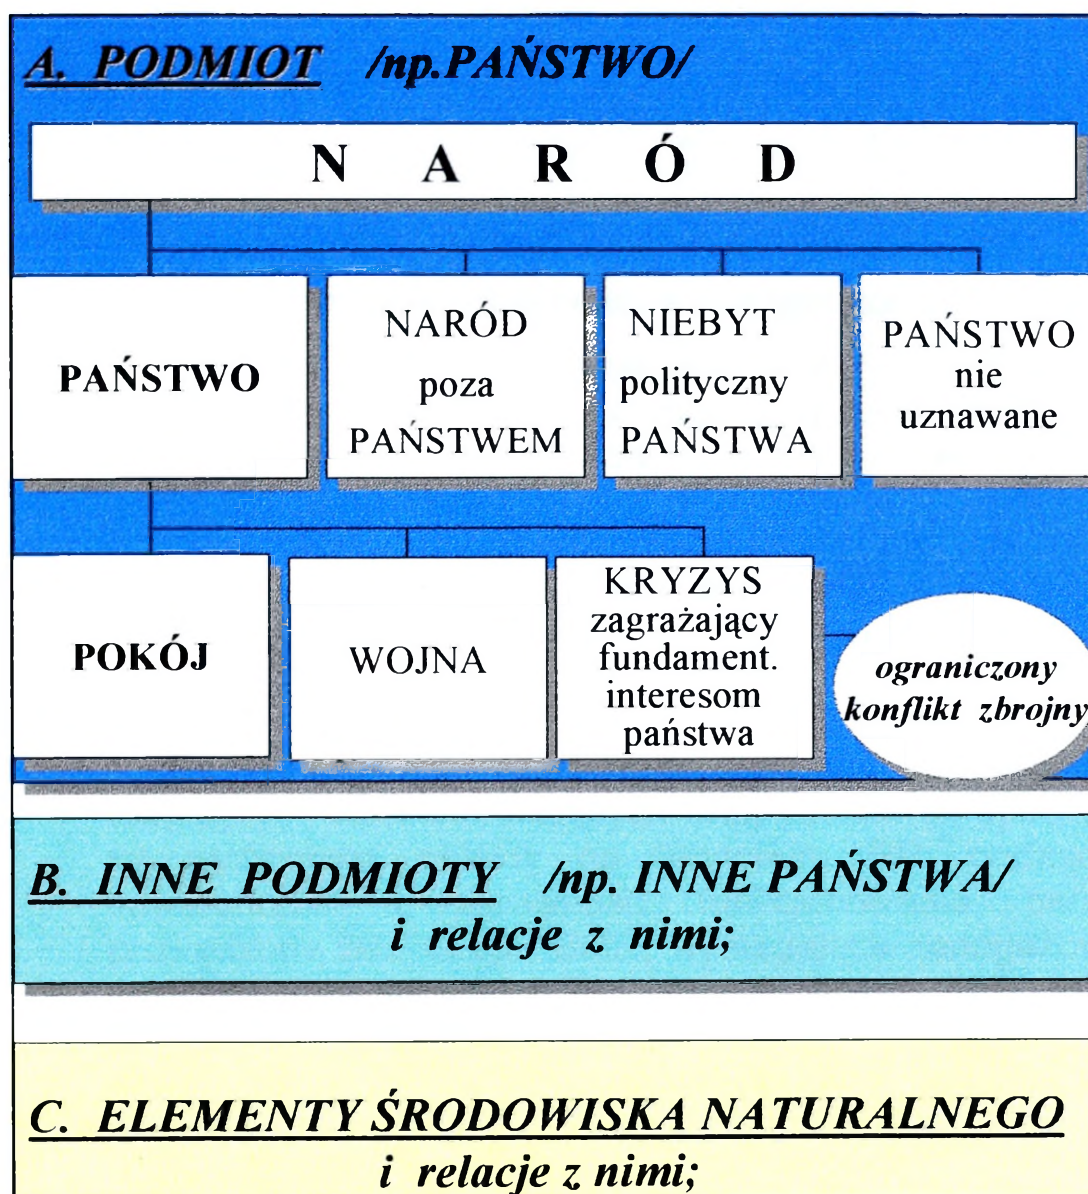 A. PODMIOT /np.PAŃSTWO/
N A R Ó D
PAŃSTWO
NARÓD
poza
PAŃSTWEM
NIEBYT
polityczny
PAŃSTWA
PAŃSTWO
nie
uznawane
POKÓJ
WOJNA
KRYZYS
zagrażający
fundament.
interesom
państwa
ograniczony
konflikt zbrojny
B. INNE PODMIOTY /np. INNE PAŃSTWA/
i relacje z nimi;
C. ELEMENTY ŚRODOWISKA NATURALNEGO
i relacje z nimi;